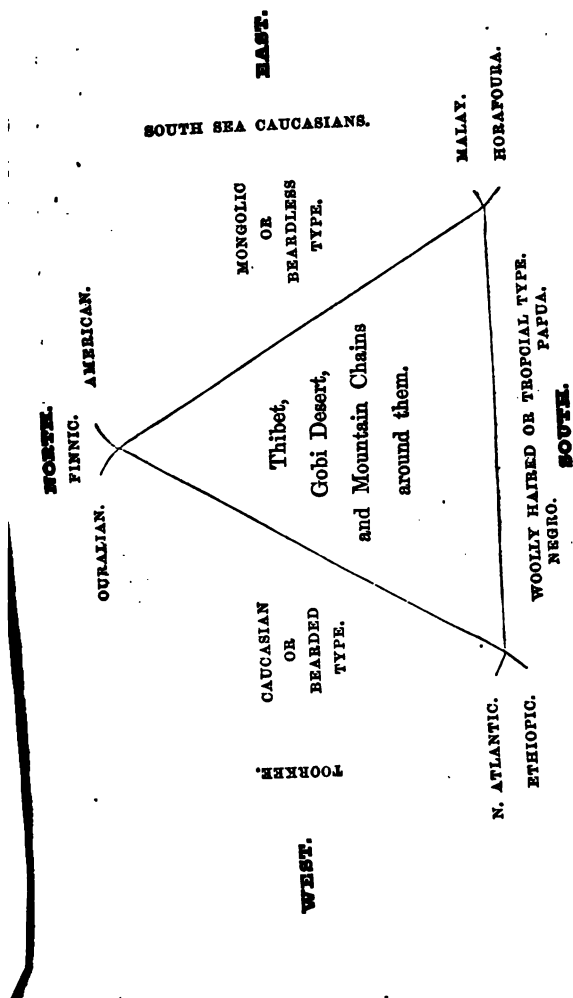 NORTH.
FINNIC.
OURALIAN.
AMERICAN.
WEST.
TOORKEE.
CAUCASIAN
OR
BEARDED
TYPE.
Thibet,
Gobi Desert,
and Mountain Chains
around them.
MONGOLIC
OR
BEARDLESS
TYPE.
SOUTH SEA CAUCASIANS.
EAST.
N. ATLANTIC.
ETHIOPIC.
MALAY.
HORAFOURA.
WOOLLY HAIRED OR TROPCIAL TYPE.
NEGRO.
PAPUA.
SOUTH.